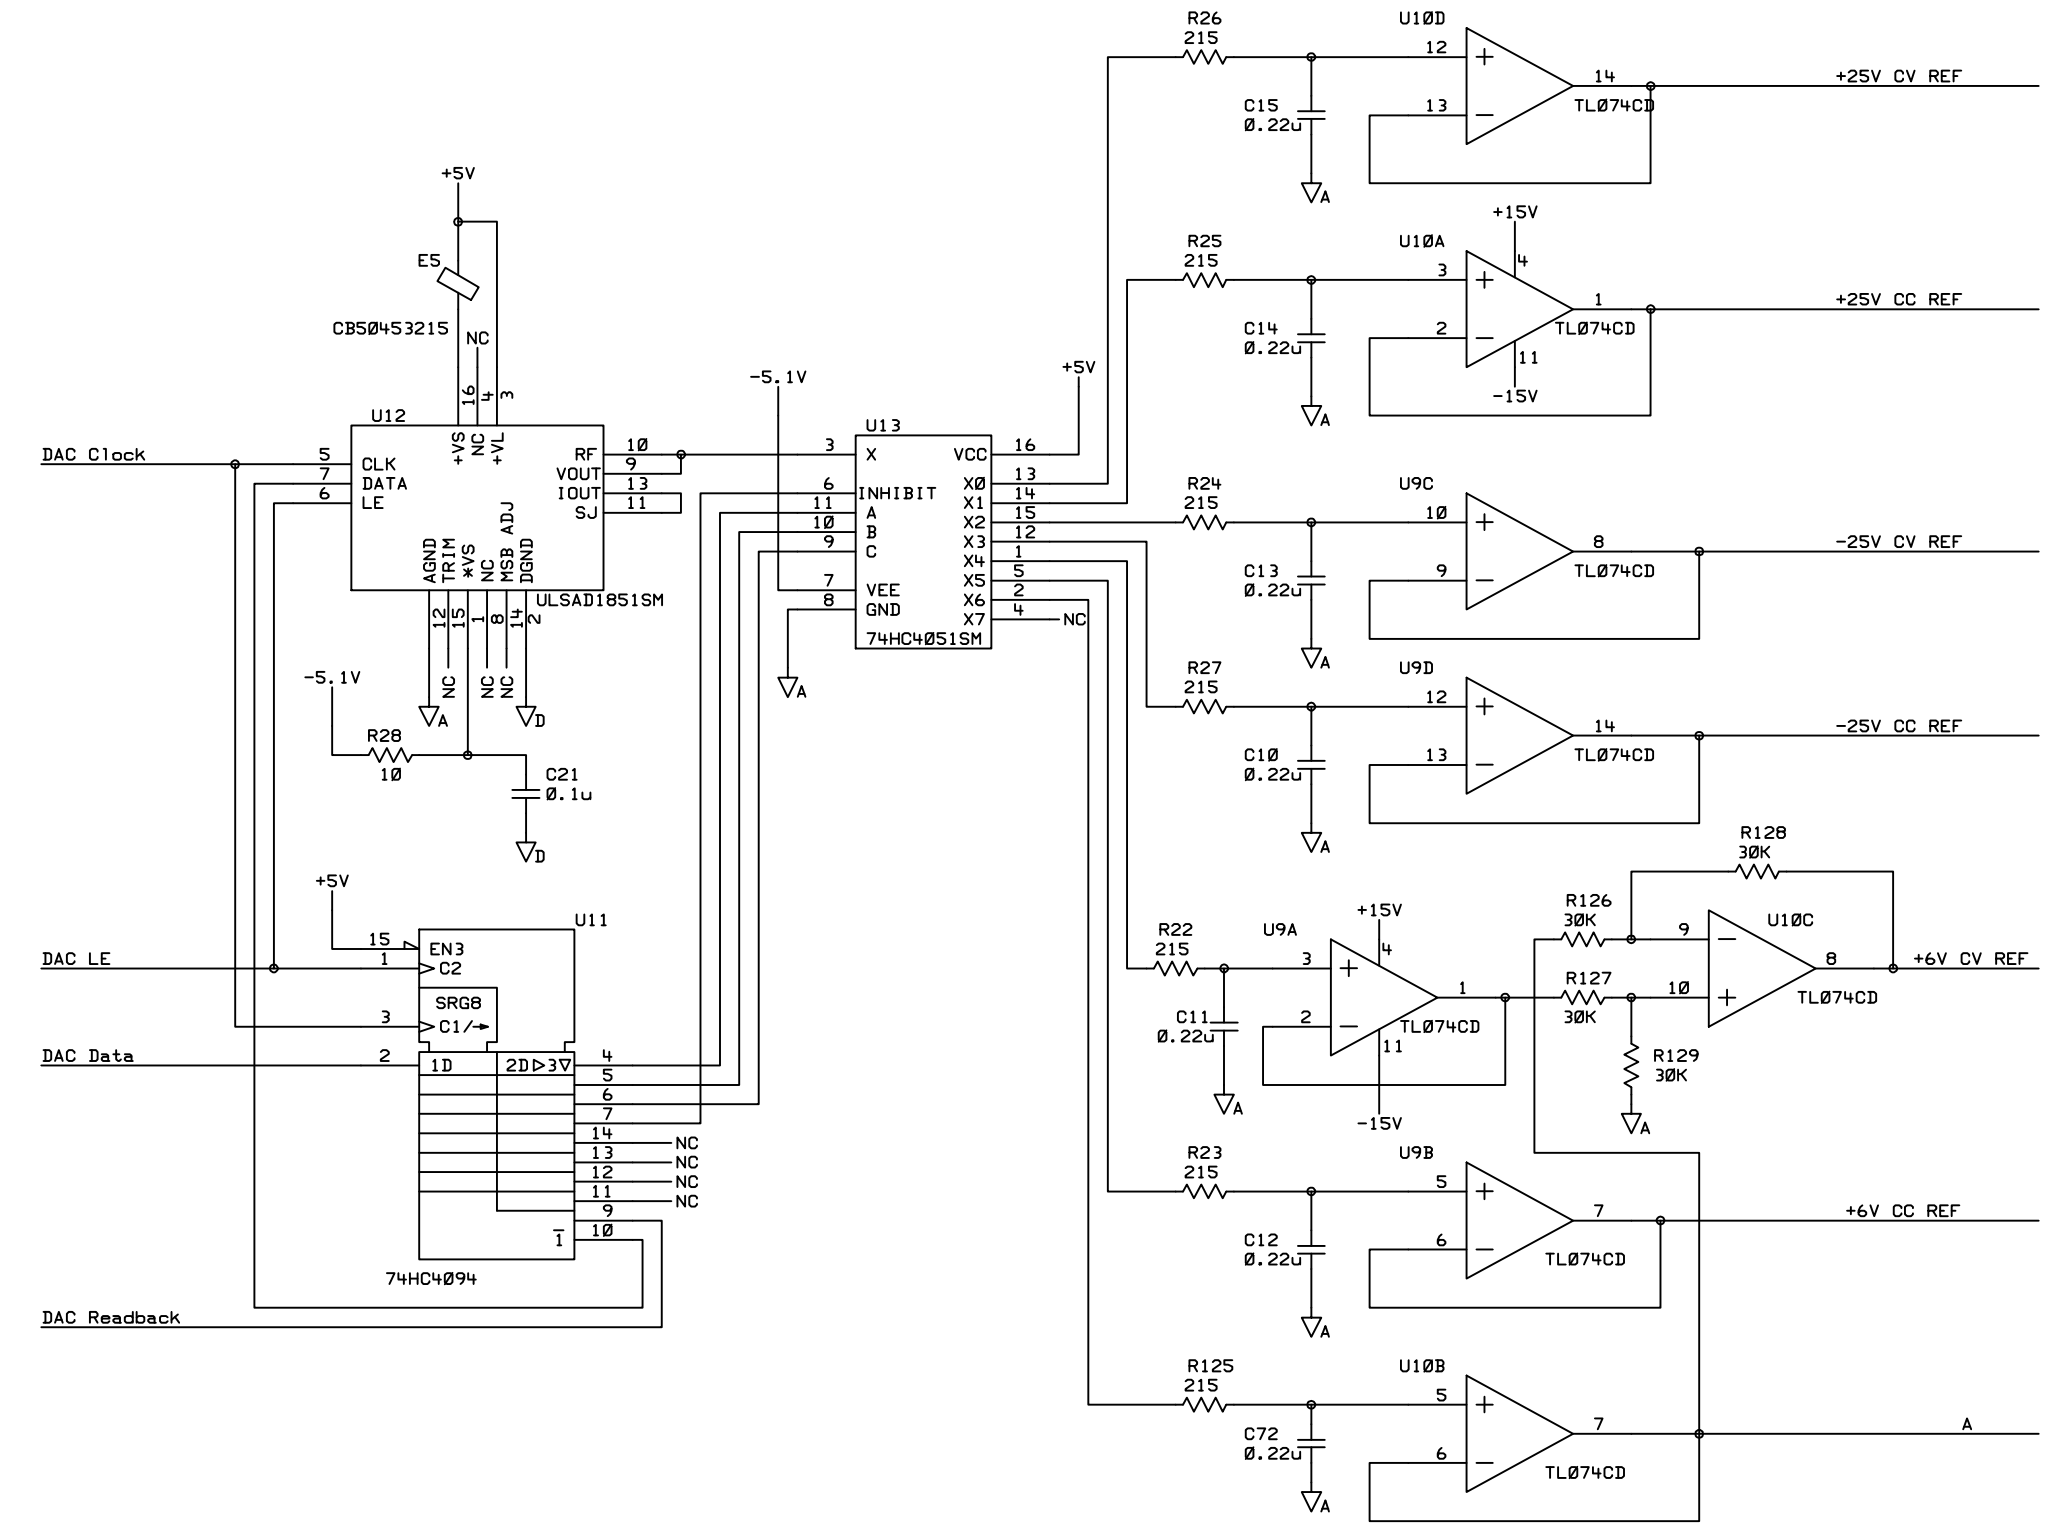 R26
215
U10D
12
+
14
+25V CV REF
TL074CD
13
−
C15
0.22u
A
+5V
E5
CB50453215
NC
16
4
3
+15V
R25
215
U10A
4
3
+
1
+25V CC REF
TL074CD
2
−
11
-15V
C14
0.22u
A
U12
+VS
NC
+VL
DAC Clock
5
CLK
7
DATA
6
LE
RF
10
VOUT
9
IOUT
13
SJ
11
AGND
TRIM
*VS
NC
MSB ADJ
DGND
ULSAD1851SM
12
15
1
8
14
2
NC
NC
NC
A
D
-5.1V
R28
10
C21
0.1u
D
-5.1V
+5V
U13
3
X
VCC
16
6
INHIBIT
11
A
10
B
9
C
7
VEE
8
GND
X0
13
X1
14
X2
15
X3
12
X4
1
X5
5
X6
2
X7
4
NC
74HC4051SM
A
R24
215
U9C
10
+
8
-25V CV REF
TL074CD
9
−
C13
0.22u
A
R27
215
U9D
12
+
14
-25V CC REF
TL074CD
13
−
C10
0.22u
A
+5V
U11
15
EN3
DAC LE
1
C2
SRG8
3
C1/→
DAC Data
2
1D
2D▷3▽
4
5
6
7
14
NC
13
NC
12
NC
11
NC
9
10
1
74HC4094
DAC Readback
R22
215
U9A
+15V
4
3
+
1
TL074CD
2
−
11
-15V
C11
0.22u
A
R128
30K
R126
30K
U10C
9
−
8
+6V CV REF
R127
30K
10
+
TL074CD
R129
30K
A
R23
215
U9B
5
+
7
+6V CC REF
TL074CD
6
−
C12
0.22u
A
R125
215
U10B
5
+
7
A
TL074CD
6
−
C72
0.22u
A